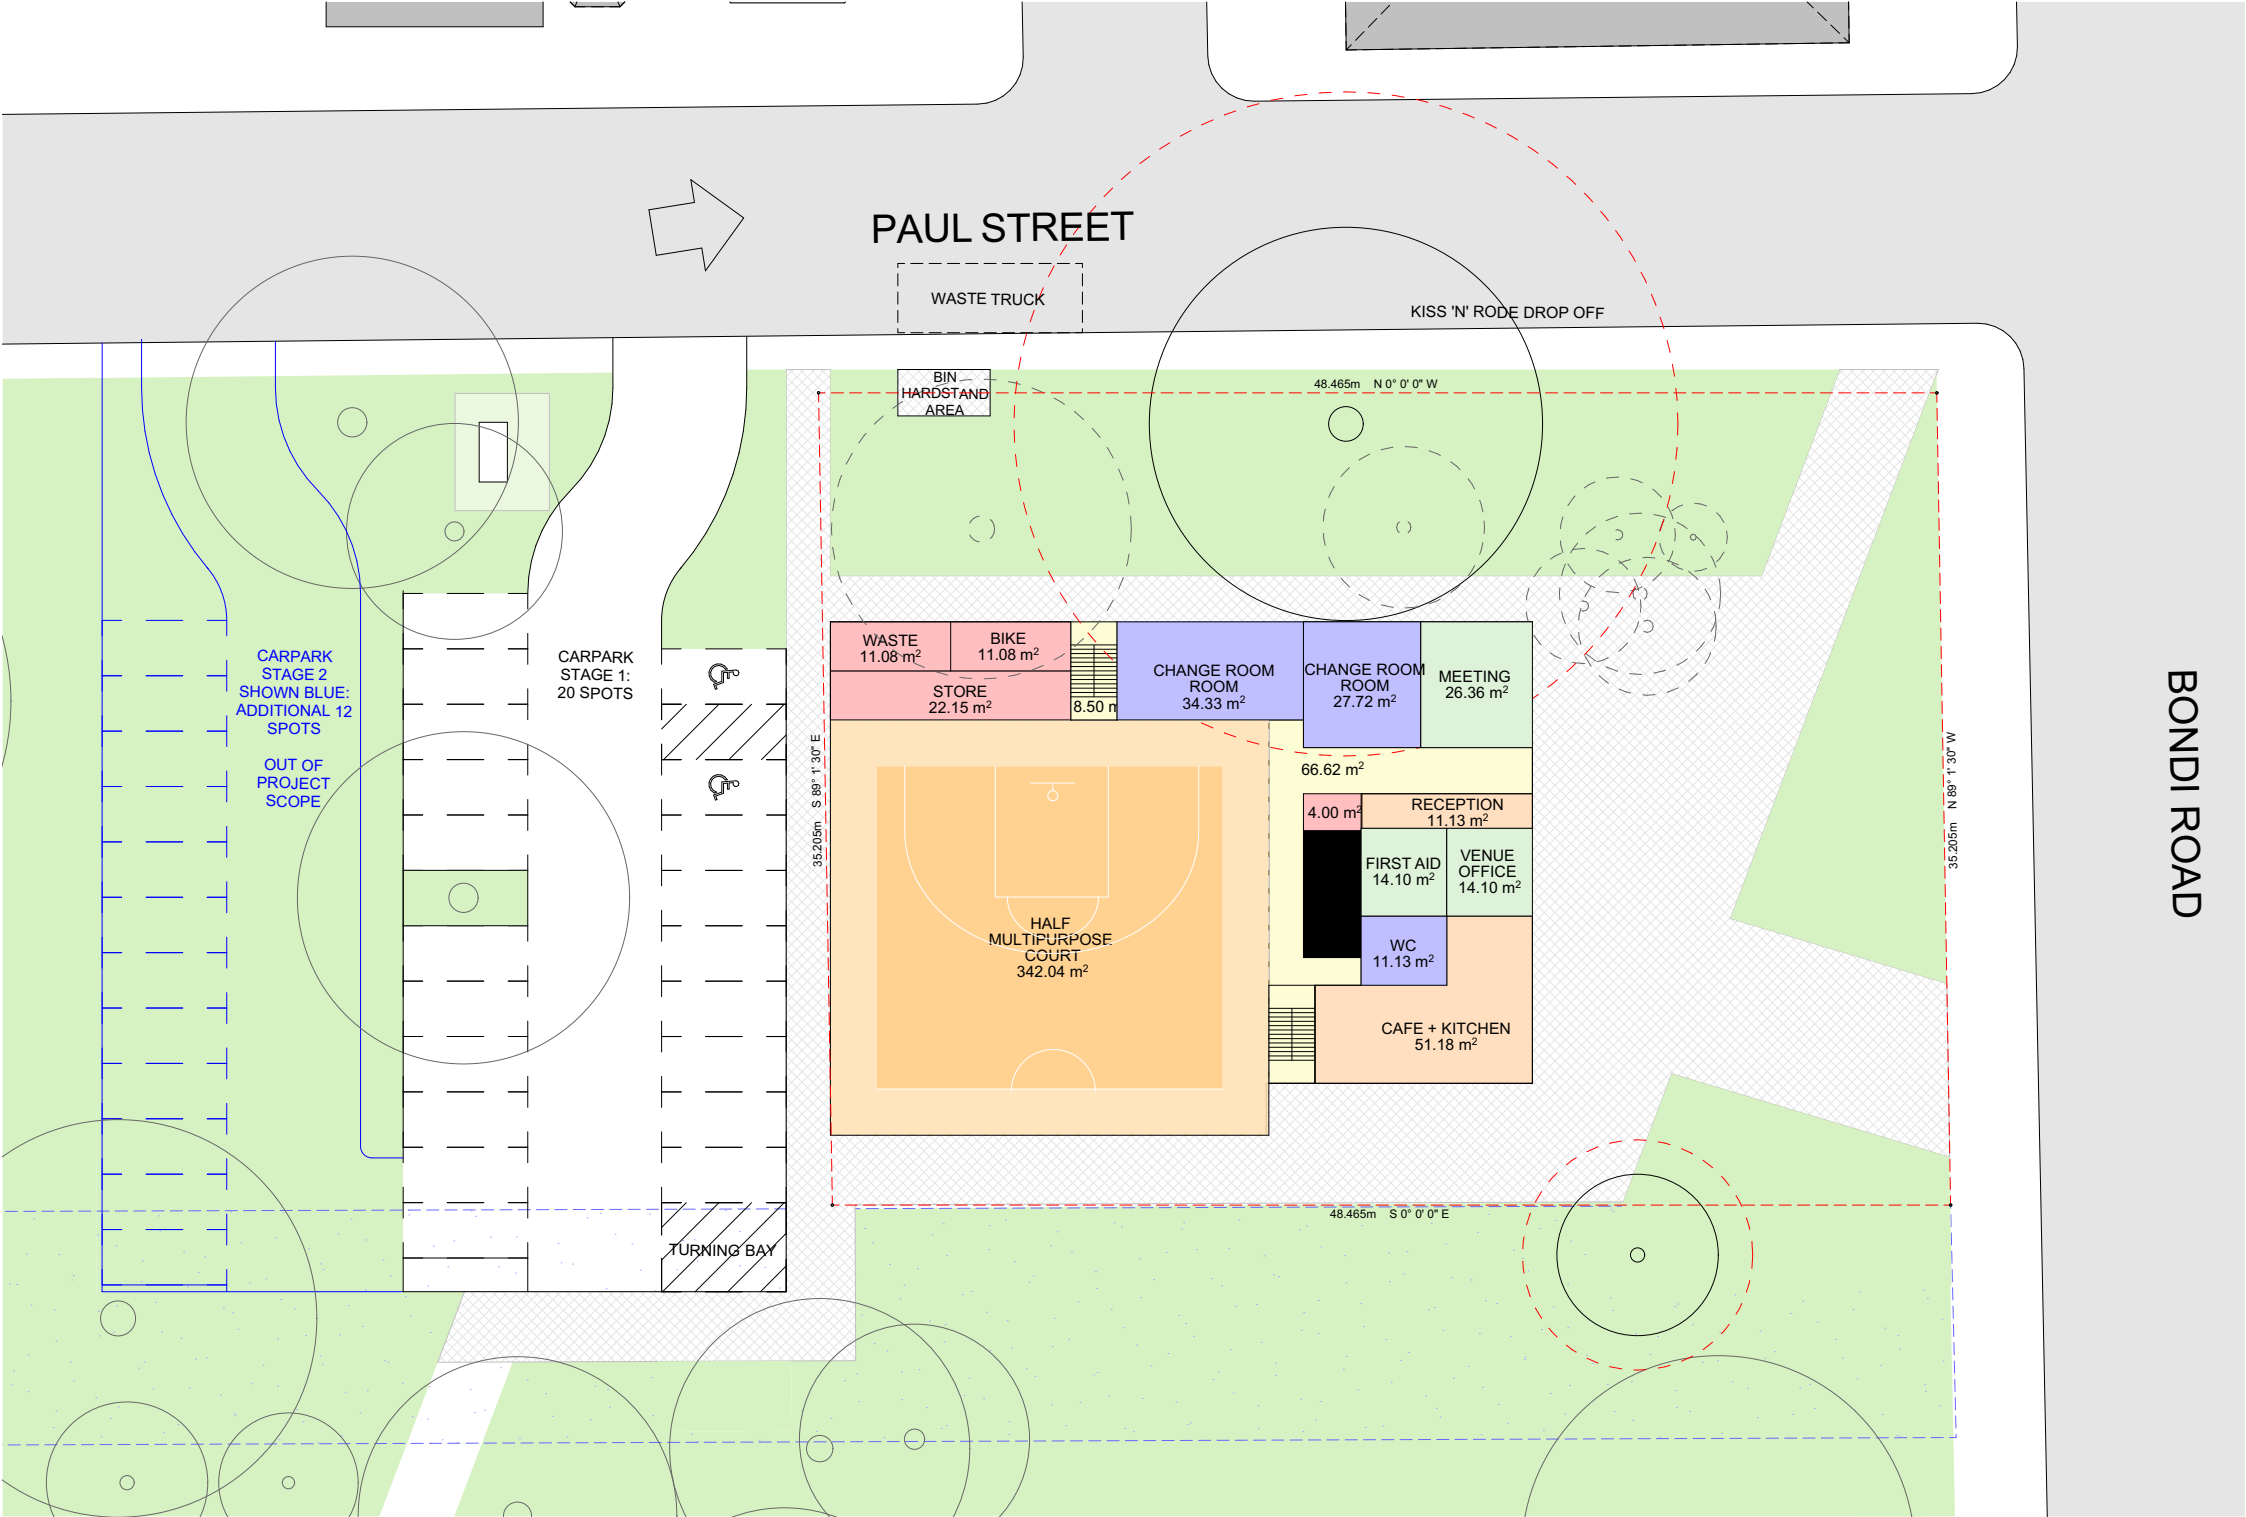 PAUL STREET
WASTE TRUCK
KISS 'N' RODE DROP OFF
BIN
HARDSTAND
AREA
48.465m N 0° 0' 0" W
CARPARK
STAGE 2
SHOWN BLUE:
ADDITIONAL 12
SPOTS
OUT OF
PROJECT
SCOPE
CARPARK
STAGE 1:
20 SPOTS
WASTE
11.08 m²
BIKE
11.08 m²
STORE
22.15 m²
8.50 m
CHANGE ROOM
ROOM
34.33 m²
CHANGE ROOM
ROOM
27.72 m²
MEETING
26.36 m²
66.62 m²
4.00 m²
RECEPTION
11.13 m²
FIRST AID
14.10 m²
VENUE
OFFICE
14.10 m²
WC
11.13 m²
HALF
MULTIPURPOSE
COURT
342.04 m²
CAFE + KITCHEN
51.18 m²
35.205m S 89° 1' 30" E
35.205m N 89° 1' 30" W
BONDI ROAD
48.465m S 0° 0' 0" E
TURNING BAY